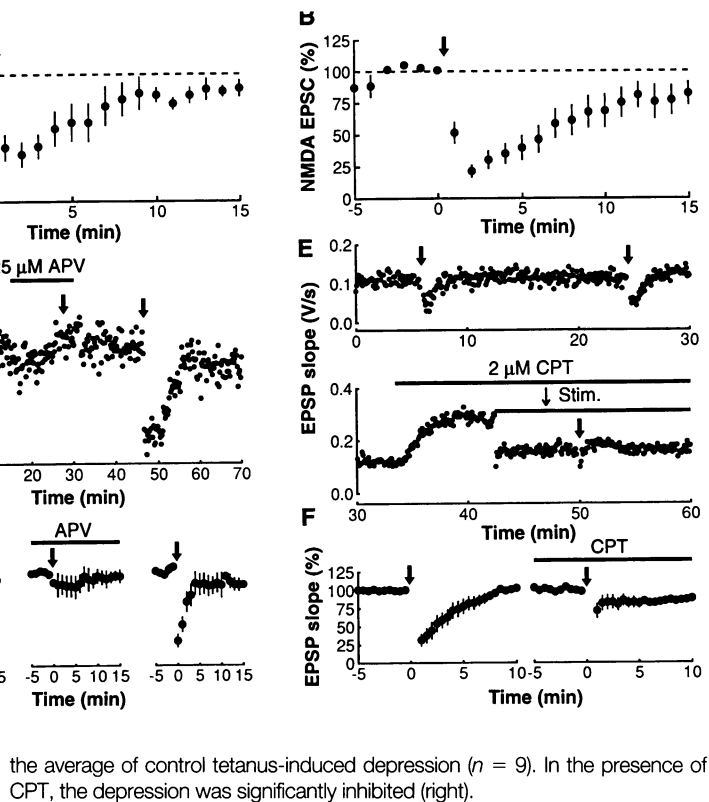 B
125
100
75
50
25
0
NMDA EPSC (%)
-5 0 5 10 15
Time (min)
5 10 15
Time (min)
5 µM APV
20 30 40 50 60 70
Time (min)
E
0.2
0.1
0.0
0 10 20 30
EPSP slope (V/s)
2 µM CPT
Stim.
0.4
0.2
0.0
30 40 50 60
Time (min)
APV
5 -5 0 5 10 15 -5 0 5 10 15
Time (min) Time (min)
F
CPT
125
100
75
50
25
0
EPSP slope (%)
-5 0 5 10 -5 0 5 10
Time (min)
the average of control tetanus-induced depression (n = 9). In the presence of
CPT, the depression was significantly inhibited (right).